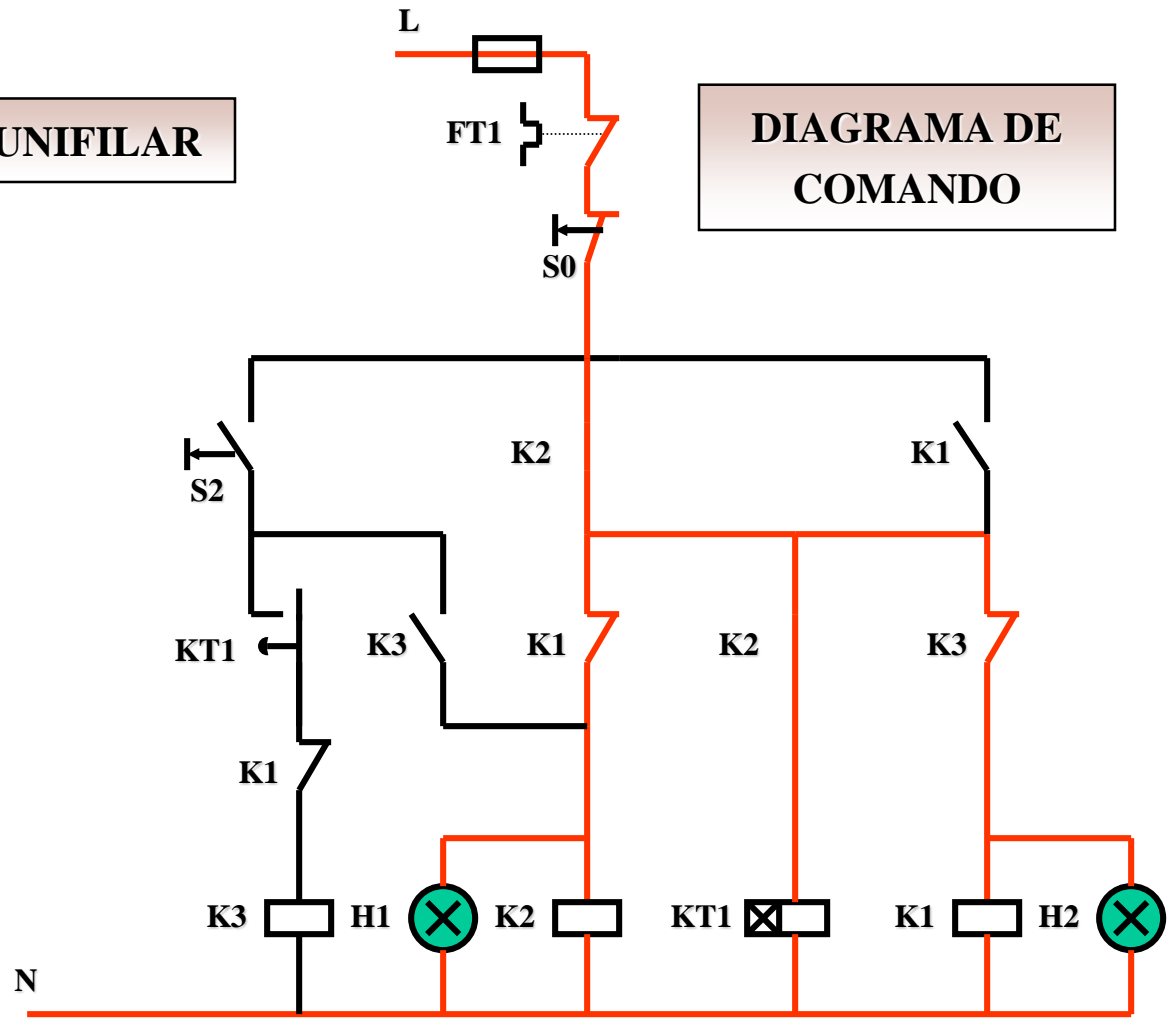 L
UNIFILAR
FT1
DIAGRAMA DE
COMANDO
S0
K2
K1
S2
KT1
K3
K1
K2
K3
K1
K3
H1
K2
KT1
K1
H2
N